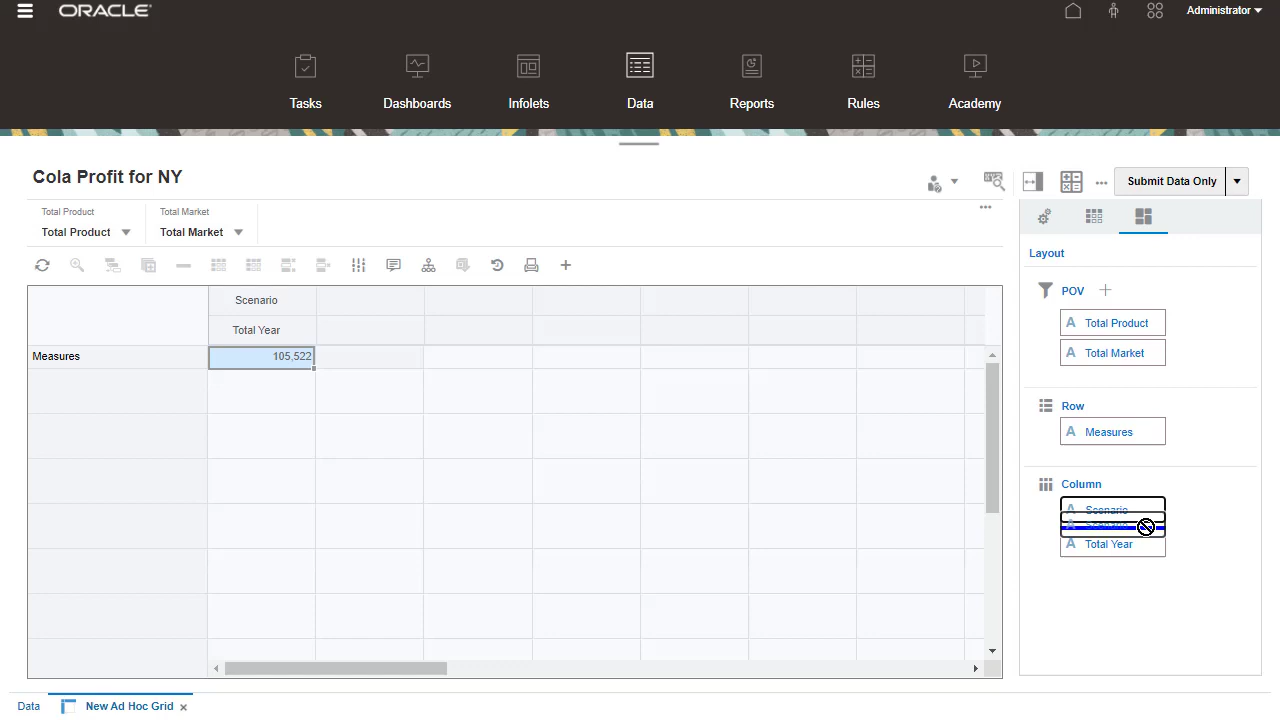 ORACLE
Administrator
Tasks
Dashboards
Infolets
Data
Reports
Rules
Academy
Cola Profit for NY
Submit Data Only
Total Product
Total Market
Total Product
Total Market
Layout
POV
Total Product
Total Market
Row
Measures
Column
Scenario
Scenario
Total Year
Scenario
Total Year
Measures
105,522
Data
New Ad Hoc Grid